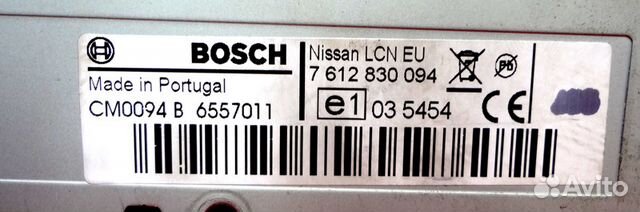 BOSCH
Nissan LCN EU
7 612 830 094
Pb
Made in Portugal
CM0094 B 6557011
e1 03 5454 CE
Avito